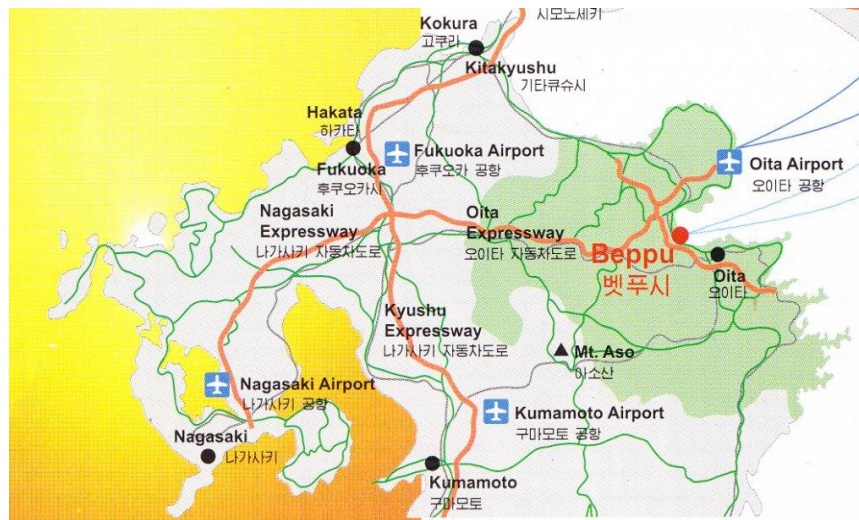 시모노세키
Kokura
고쿠라
Kitakyushu
기타큐슈시
Hakata
하카타
Fukuoka
후쿠오카시
Fukuoka Airport
후쿠오카 공항
Oita Airport
오이타 공항
Nagasaki
Expressway
나가사키 자동차도로
Oita
Expressway
오이타 자동차도로
Beppu
벳푸시
Oita
오이타
Kyushu
Expressway
나가사키 자동차도로
Mt. Aso
아소산
Nagasaki Airport
나가사키 공항
Kumamoto Airport
구마모토 공항
Nagasaki
나가사키
Kumamoto
구마모토